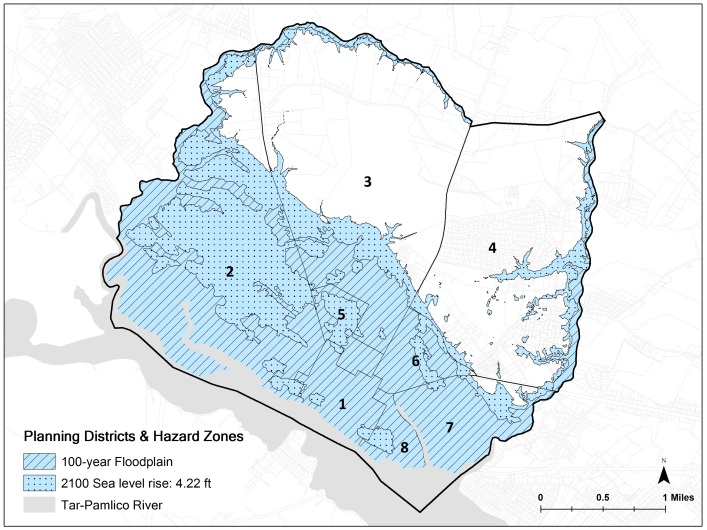 3
4
2
5
6
1
7
8
Planning Districts & Hazard Zones
100-year Floodplain
2100 Sea level rise: 4.22 ft
Tar-Pamlico River
N
0 0.5 1 Miles